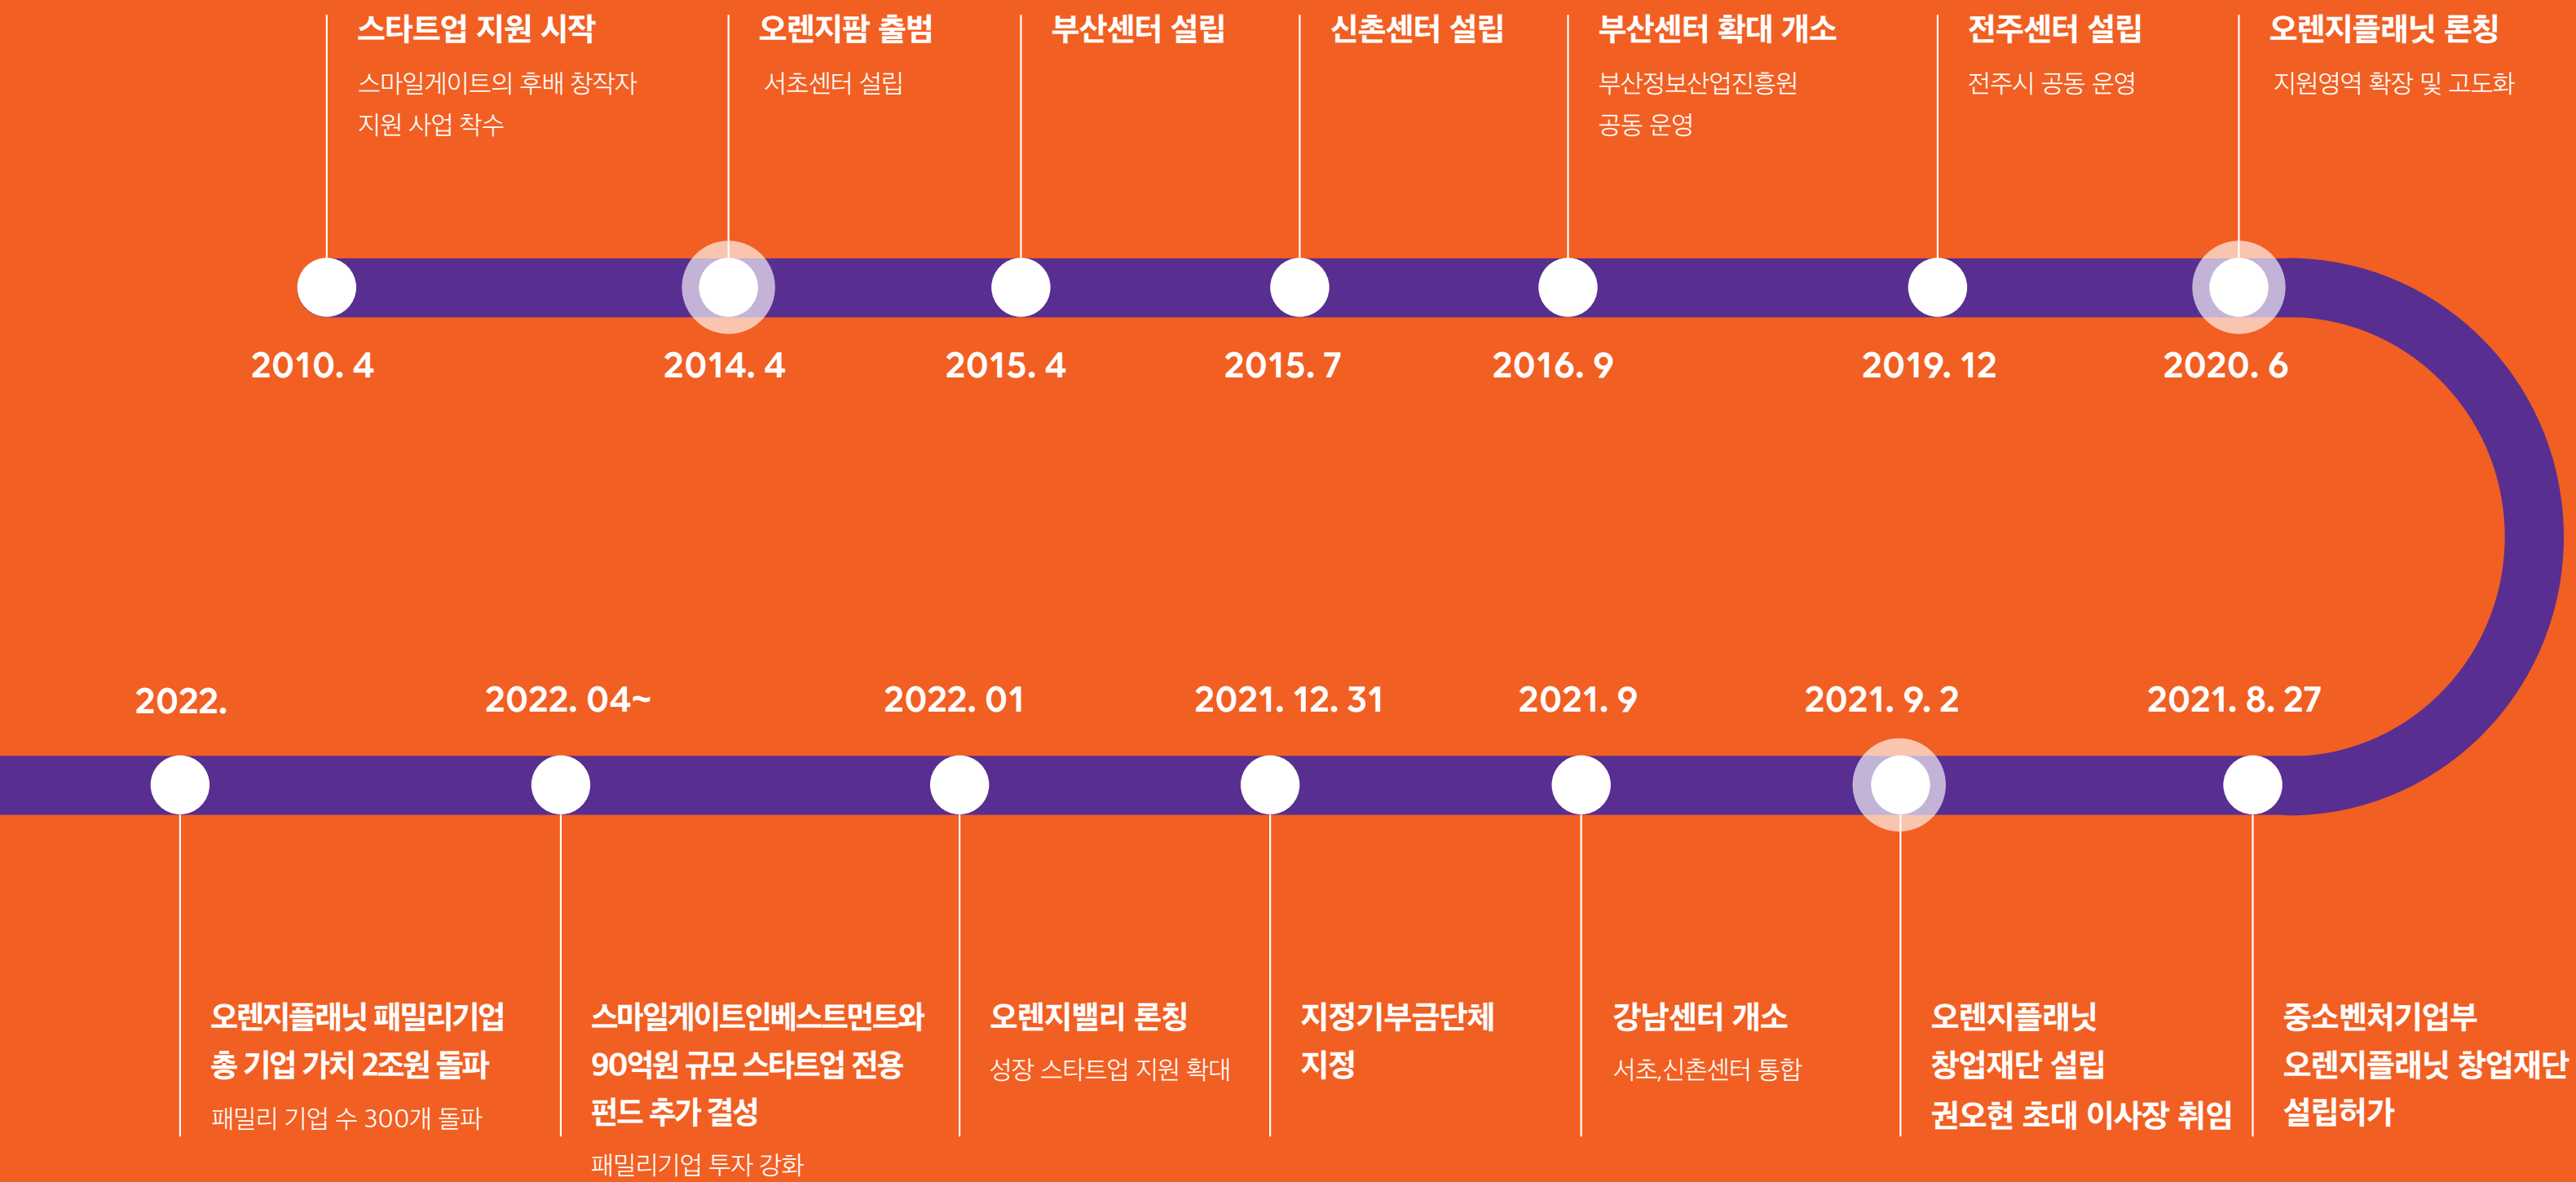 스타트업 지원 시작
스마일게이트의 후배 창작자
지원 사업 착수
2010. 4
오렌지팜 출범
서초센터 설립
2014. 4
부산센터 설립
2015. 4
신촌센터 설립
2015. 7
부산센터 확대 개소
부산정보산업진흥원
공동 운영
2016. 9
전주센터 설립
전주시 공동 운영
2019. 12
오렌지플래닛 론칭
지원영역 확장 및 고도화
2020. 6
2021. 8. 27
중소벤처기업부
오렌지플래닛 창업재단
설립허가
2021. 9. 2
오렌지플래닛
창업재단 설립
권오현 초대 이사장 취임
2021. 9
강남센터 개소
서초,신촌센터 통합
2021. 12. 31
지정기부금단체
지정
2022. 01
오렌지밸리 론칭
성장 스타트업 지원 확대
2022. 04~
스마일게이트인베스트먼트와
90억원 규모 스타트업 전용
펀드 추가 결성
패밀리기업 투자 강화
2022.
오렌지플래닛 패밀리기업
총 기업 가치 2조원 돌파
패밀리 기업 수 300개 돌파